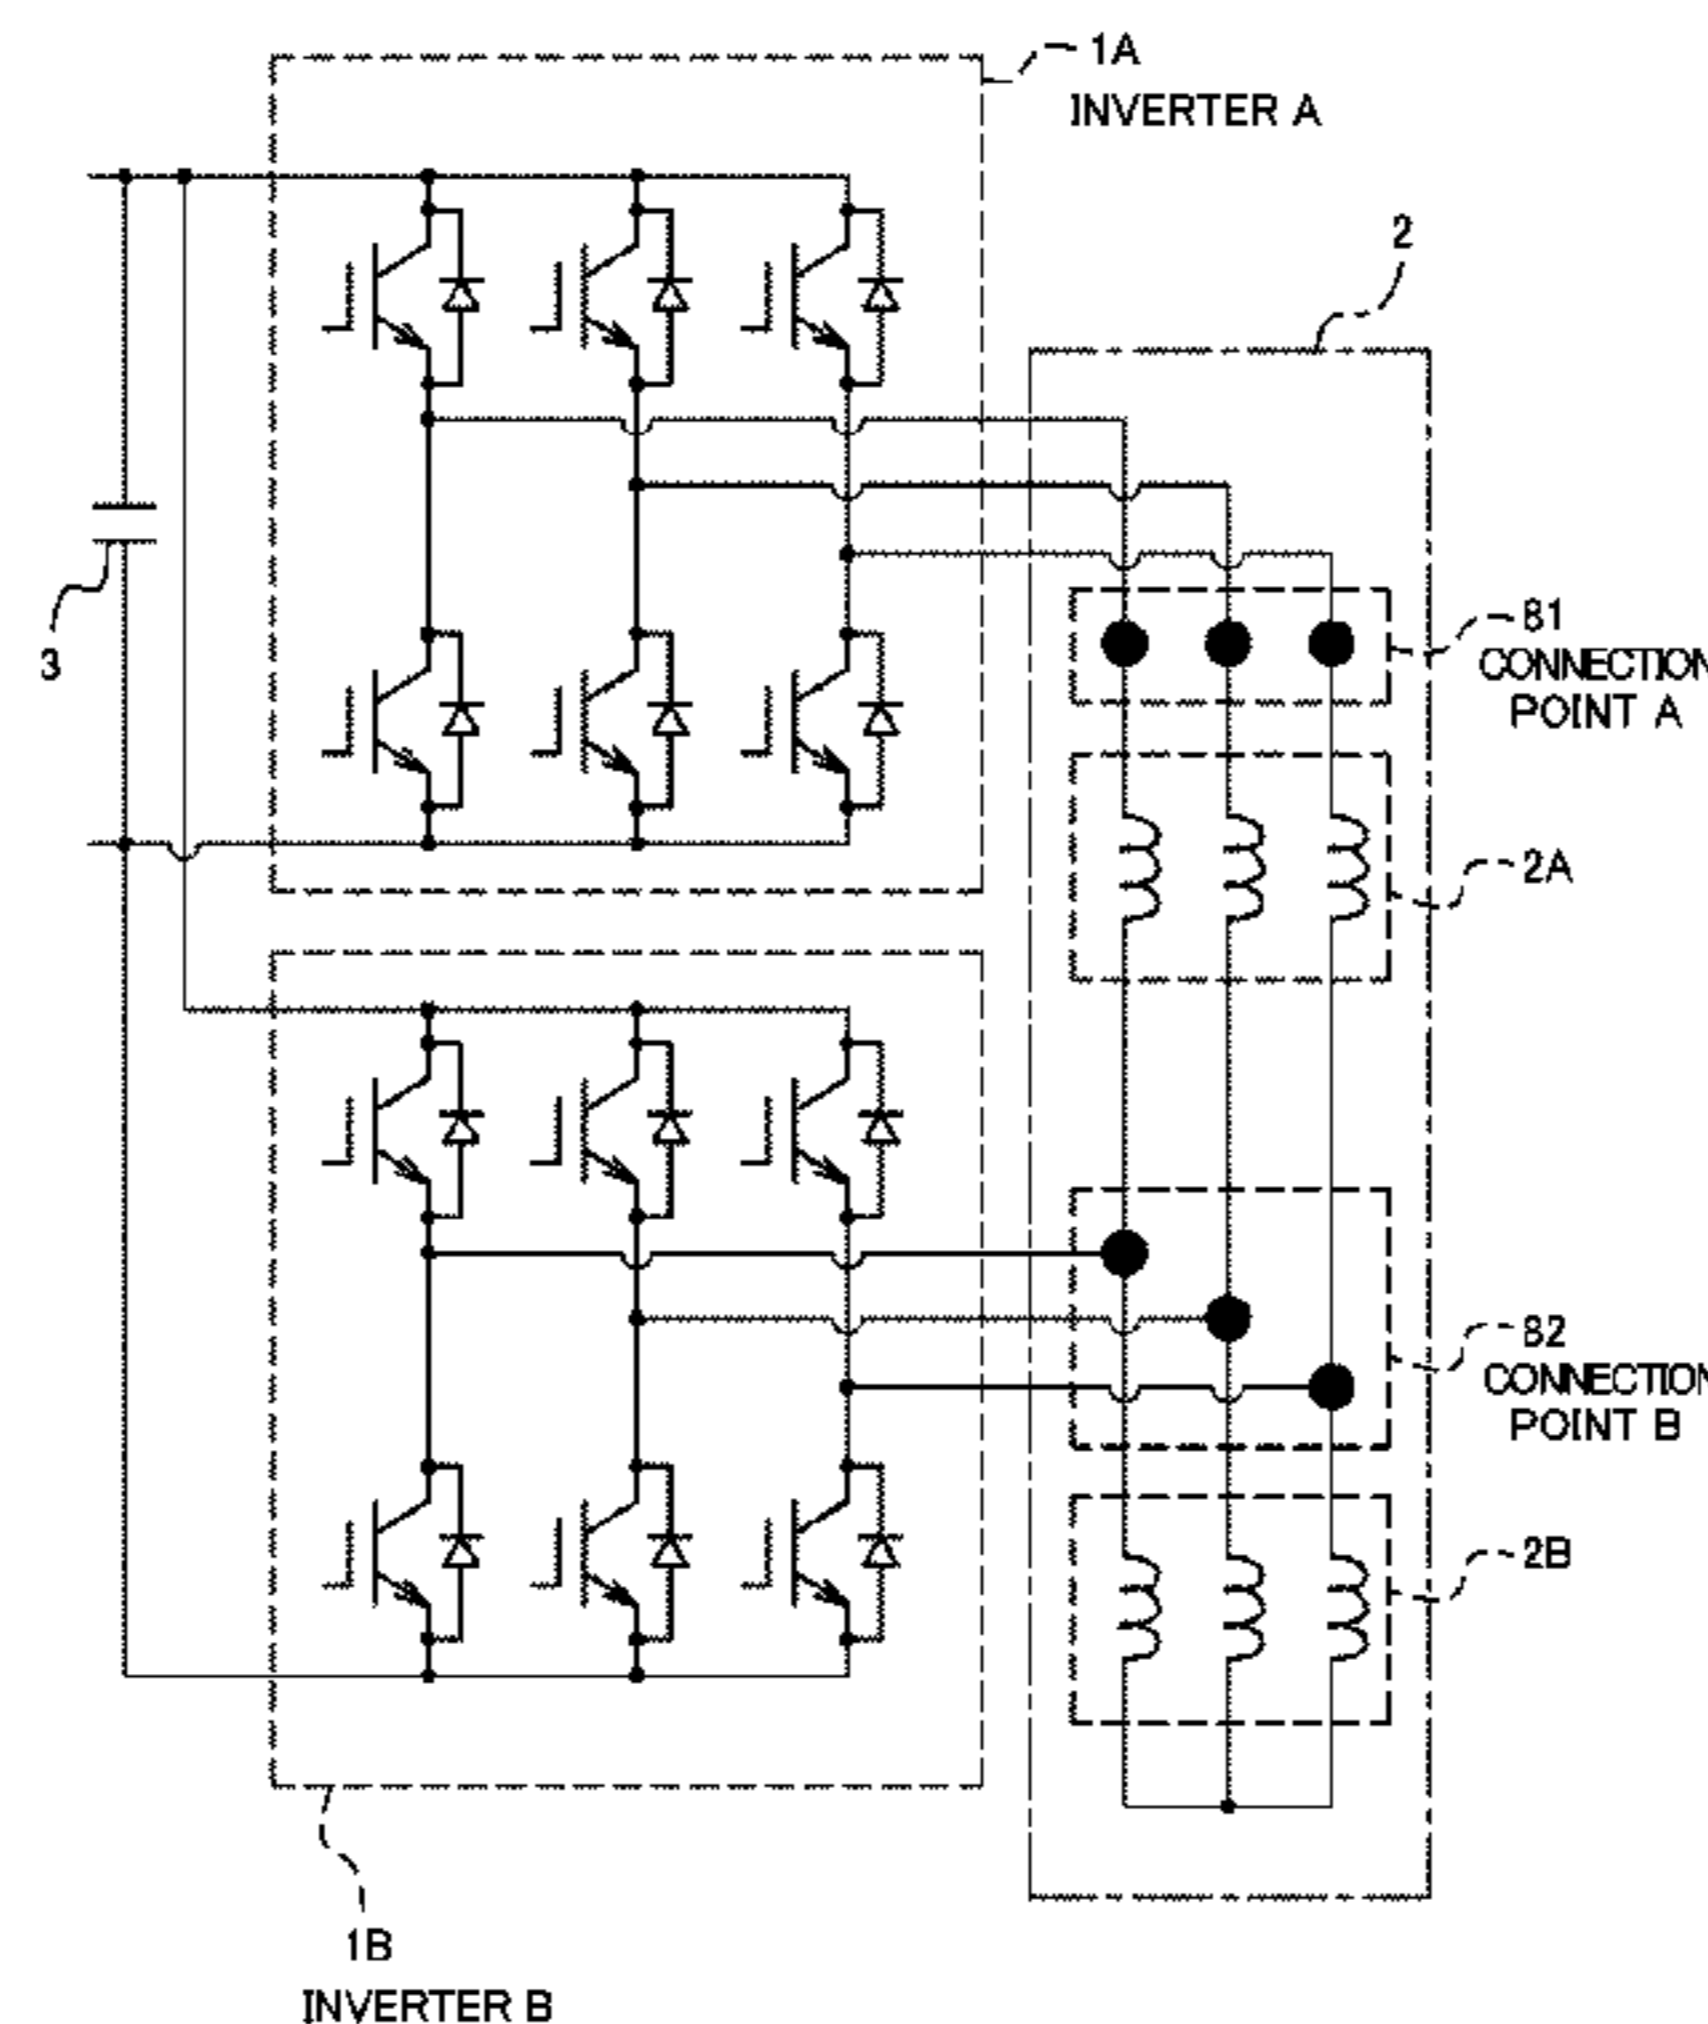 1A
INVERTER A
2
3
81
CONNECTION
POINT A
2A
82
CONNECTION
POINT B
2B
1B
INVERTER B